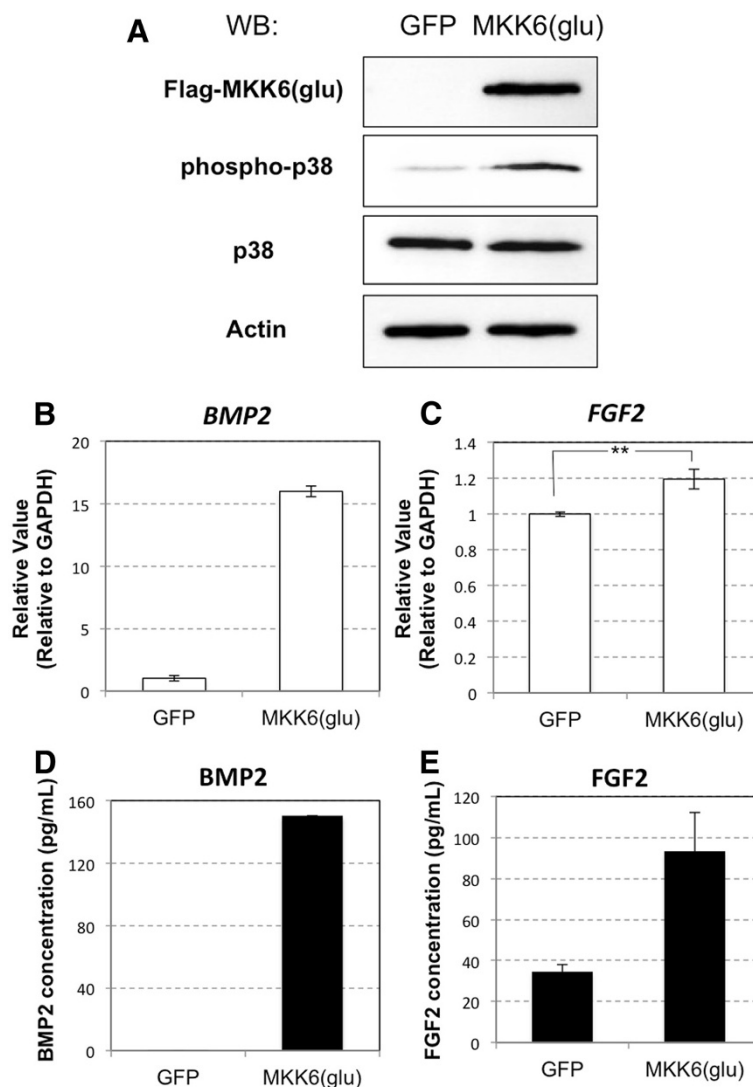 A WB: GFP MKK6(glu)
Flag-MKK6(glu)
phospho-p38
p38
Actin
B BMP2
Relative Value
(Relative to GAPDH)
20
15
10
5
0
GFP MKK6(glu)
C FGF2
Relative Value
(Relative to GAPDH)
1.4
1.2
1
0.8
0.6
0.4
0.2
0
**
GFP MKK6(glu)
D BMP2
BMP2 concentration (pg/mL)
160
120
80
40
0
GFP MKK6(glu)
E FGF2
FGF2 concentration (pg/mL)
120
100
80
60
40
20
0
GFP MKK6(glu)